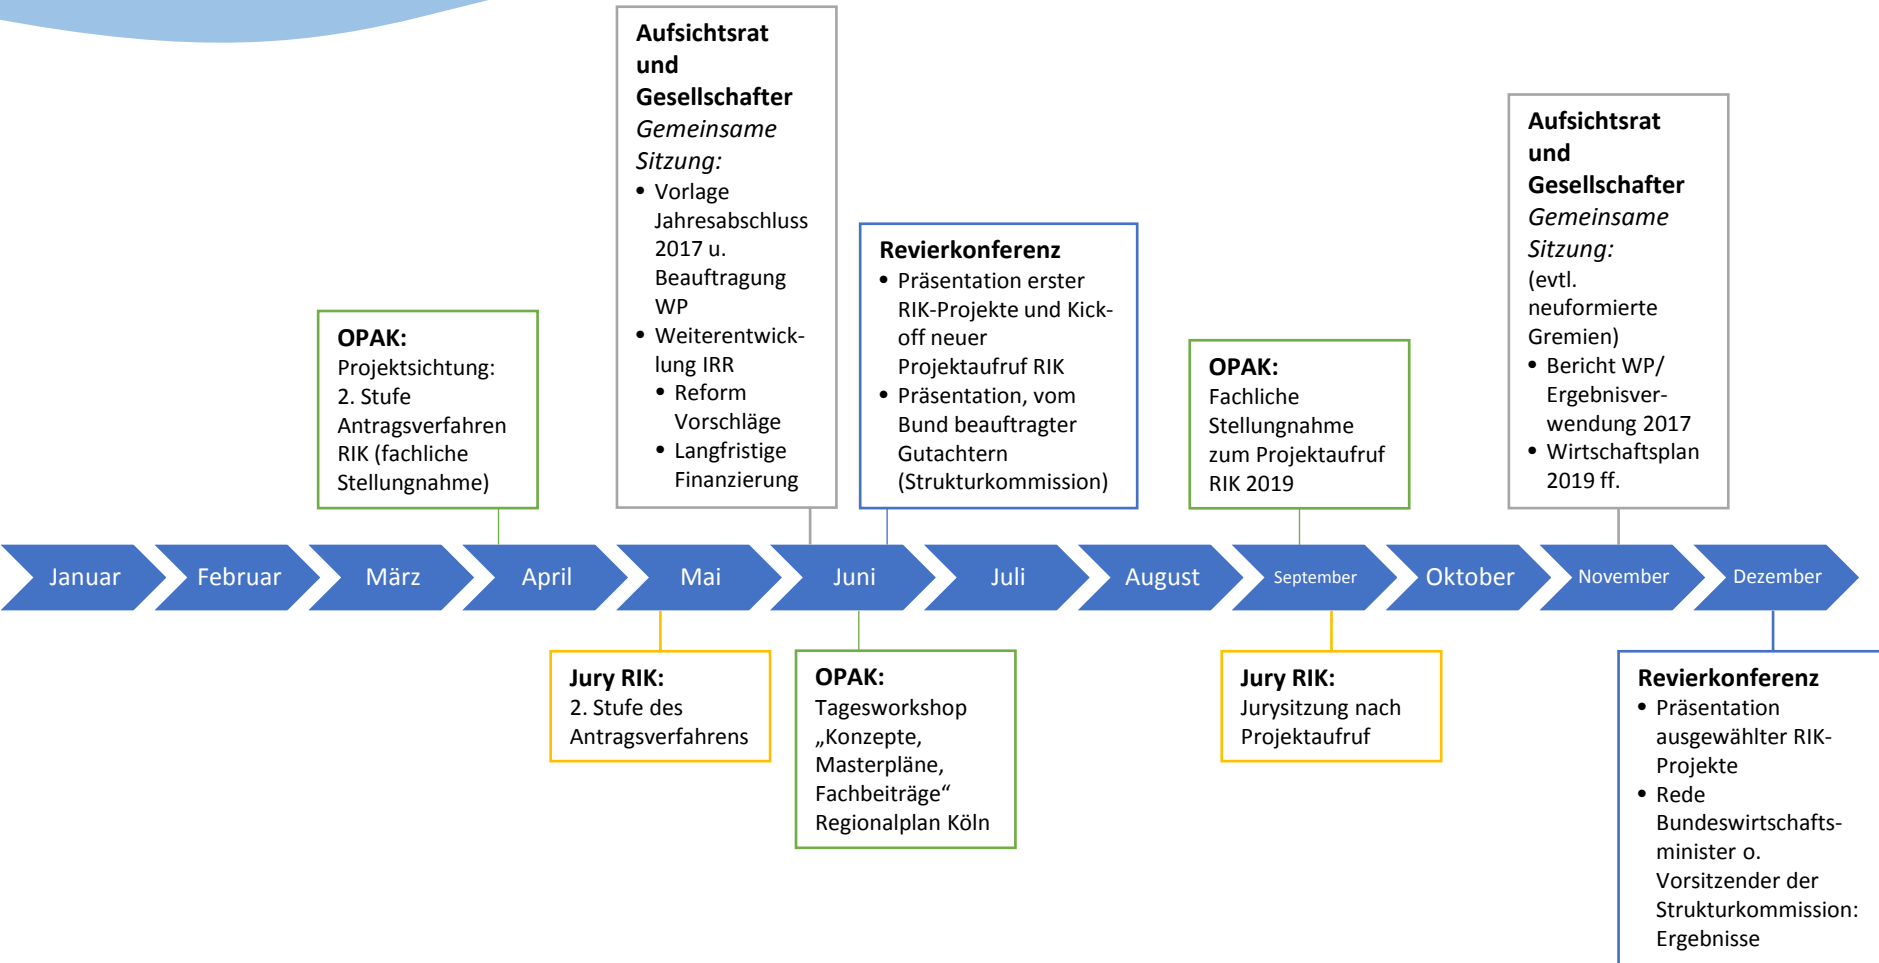 Aufsichtsrat
und
Gesellschafter
Gemeinsame
Sitzung:
• Vorlage
Jahresabschluss
2017 u.
Beauftragung
WP
• Weiterentwick-
lung IRR
• Reform
Vorschläge
• Langfristige
Finanzierung
Aufsichtsrat
und
Gesellschafter
Gemeinsame
Sitzung:
(evtl.
neuformierte
Gremien)
• Bericht WP/
Ergebnisver-
wendung 2017
• Wirtschaftsplan
2019 ff.
Revierkonferenz
• Präsentation erster
RIK-Projekte und Kick-
off neuer
Projektaufruf RIK
• Präsentation, vom
Bund beauftragter
Gutachtern
(Strukturkommission)
OPAK:
Projektsichtung:
2. Stufe
Antragsverfahren
RIK (fachliche
Stellungnahme)
OPAK:
Fachliche
Stellungnahme
zum Projektaufruf
RIK 2019
Januar
Februar
März
April
Mai
Juni
Juli
August
September
Oktober
November
Dezember
Jury RIK:
2. Stufe des
Antragsverfahrens
OPAK:
Tagesworkshop
„Konzepte,
Masterpläne,
Fachbeiträge“
Regionalplan Köln
Jury RIK:
Jurysitzung nach
Projektaufruf
Revierkonferenz
• Präsentation
ausgewählter RIK-
Projekte
• Rede
Bundeswirtschafts-
minister o.
Vorsitzender der
Strukturkommission:
Ergebnisse